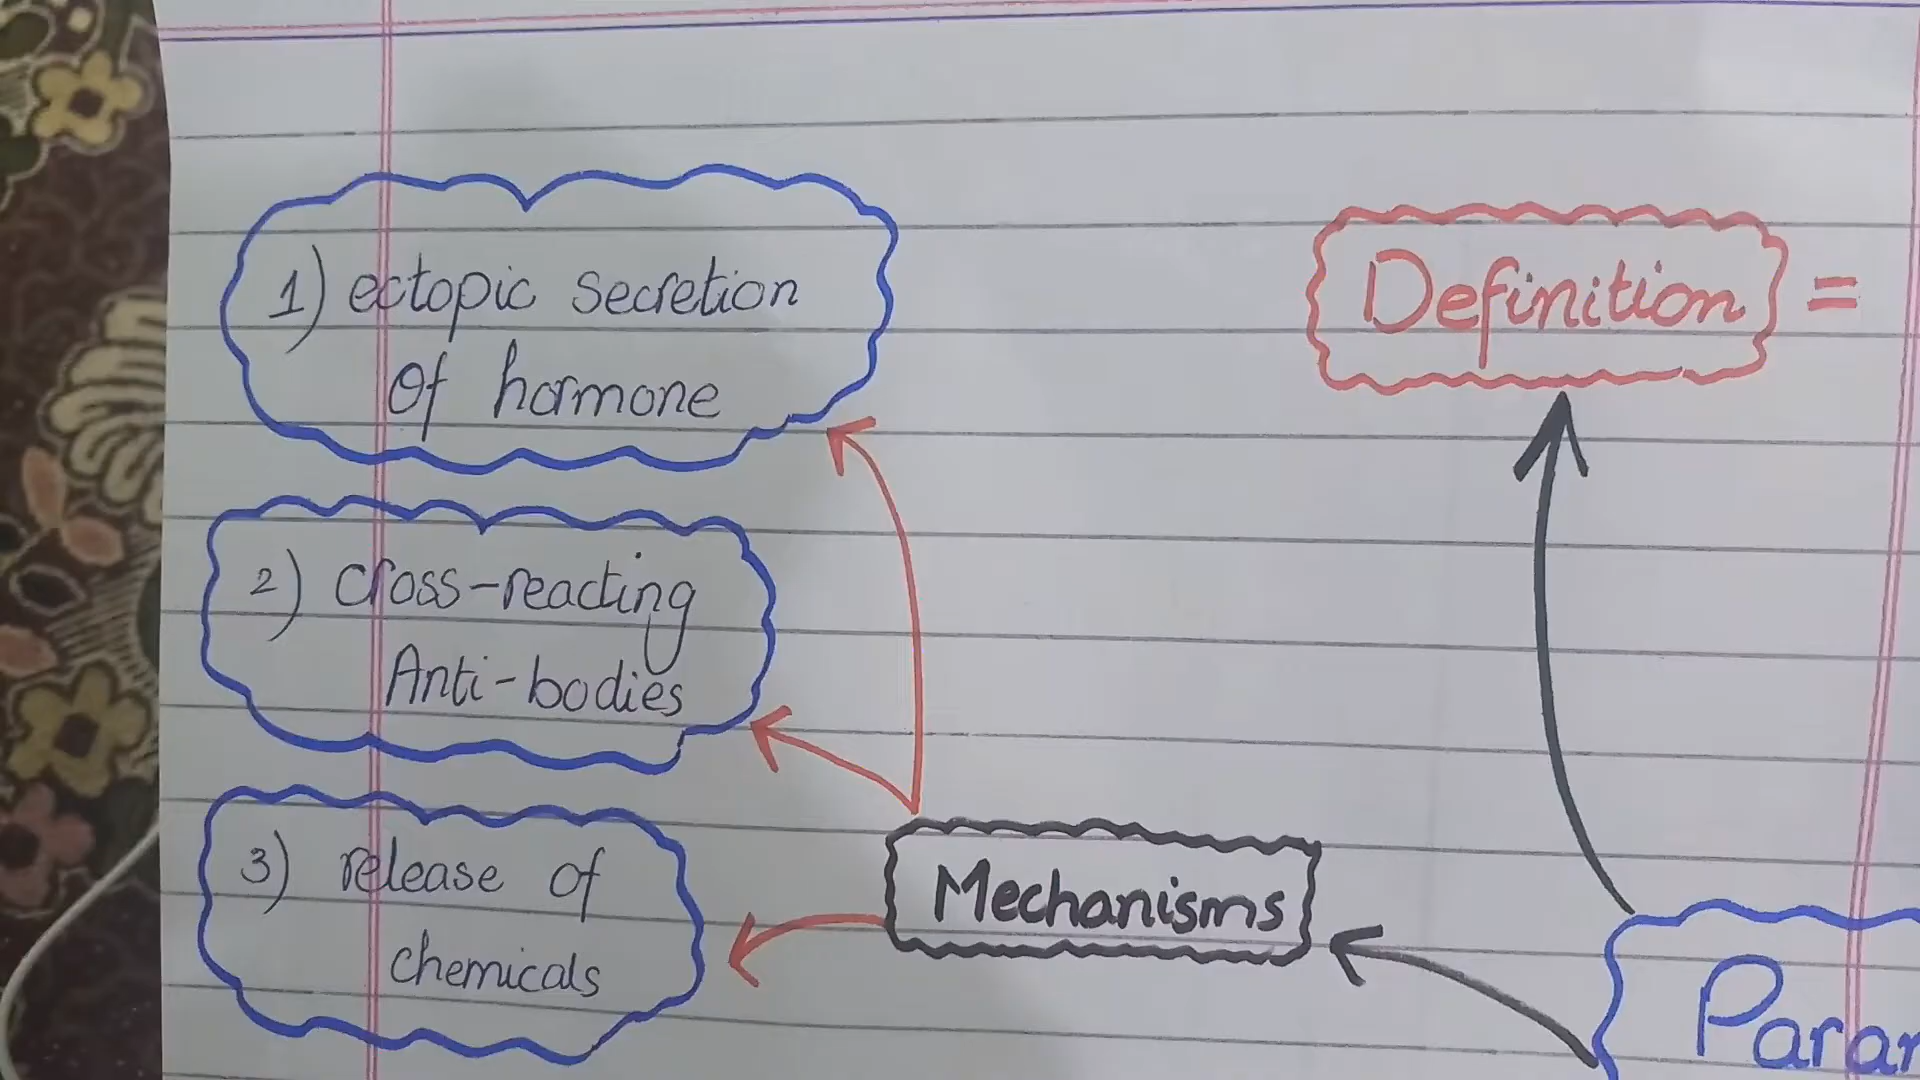 1) ectopic secretion
of hormone
Definition =
2) cross-reacting
Anti-bodies
3) release of
chemicals
Mechanisms